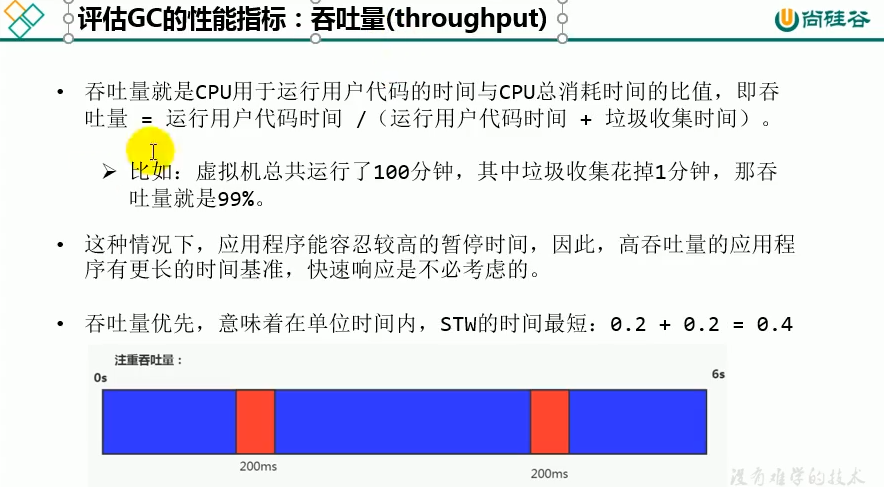 评估GC的性能指标：吞吐量(throughput)
尚硅谷
• 吞吐量就是CPU用于运行用户代码的时间与CPU总消耗时间的比值，即吞
吐量 = 运行用户代码时间 /（运行用户代码时间 + 垃圾收集时间）。
➢ 比如：虚拟机总共运行了100分钟，其中垃圾收集花掉1分钟，那吞
吐量就是99%。
• 这种情况下，应用程序能容忍较高的暂停时间，因此，高吞吐量的应用程
序有更长的时间基准，快速响应是不必考虑的。
• 吞吐量优先，意味着在单位时间内，STW的时间最短：0.2 + 0.2 = 0.4
注重吞吐量：
0s
6s
200ms
200ms
没有难学的技术